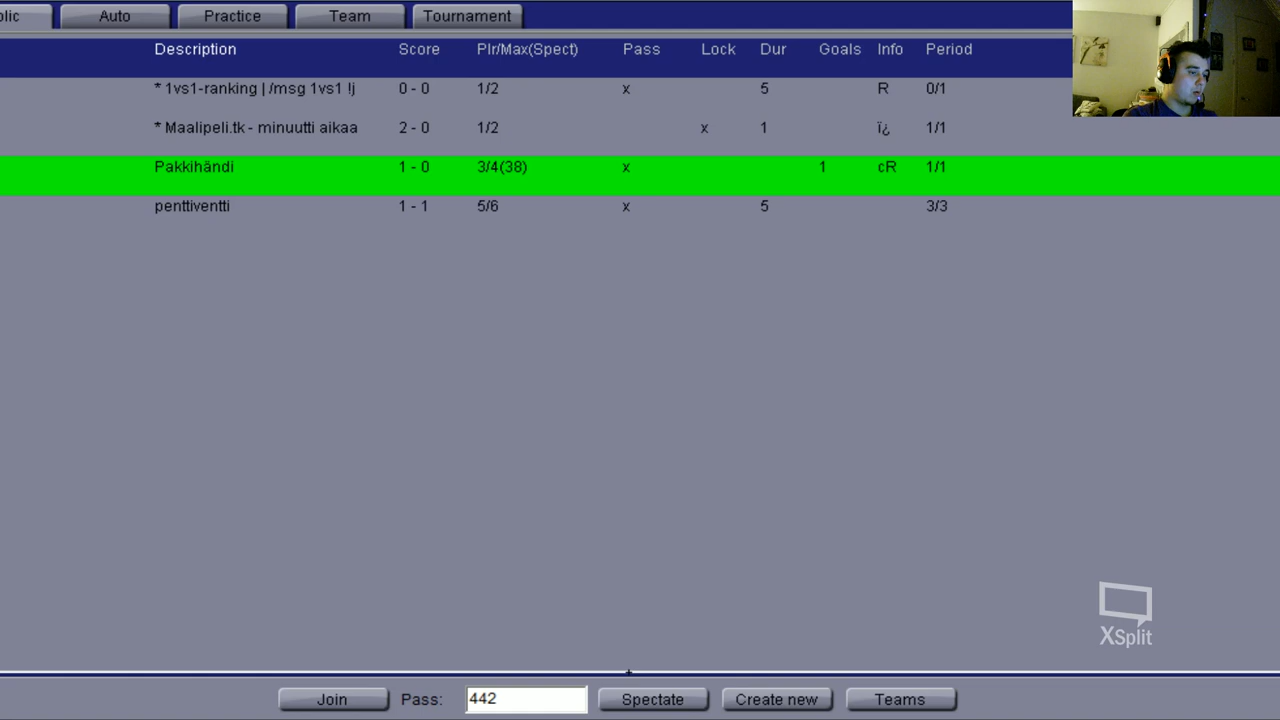 olic Auto Practice Team Tournament
Description Score Plr/Max(Spect) Pass Lock Dur Goals Info Period
* 1vs1-ranking | /msg 1vs1 !j 0 - 0 1/2 x 5 R 0/1
* Maalipeli.tk - minuutti aikaa 2 - 0 1/2 x 1 ï¿ 1/1
Pakkihändi 1 - 0 3/4(38) x 1 cR 1/1
penttiventti 1 - 1 5/6 x 5 3/3
XSplit
Join Pass: 442 Spectate Create new Teams